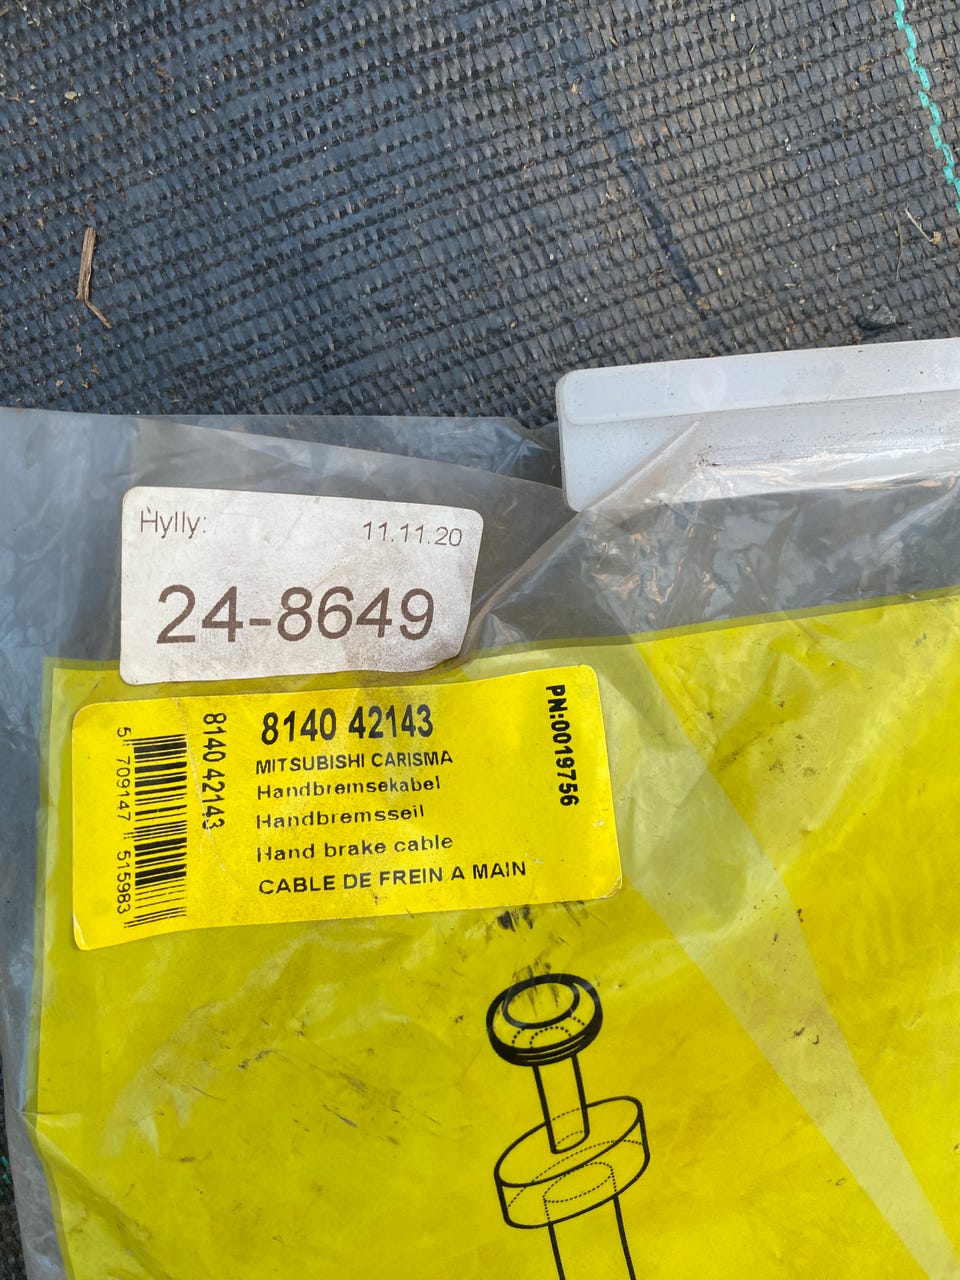 Hylly: 11.11.20
24-8649
8140 42143
MITSUBISHI CARISMA
Handbremsekabel
Handbremsseil
Hand brake cable
CABLE DE FREIN A MAIN
8140 42143
5 709147 515983
PN:0019756